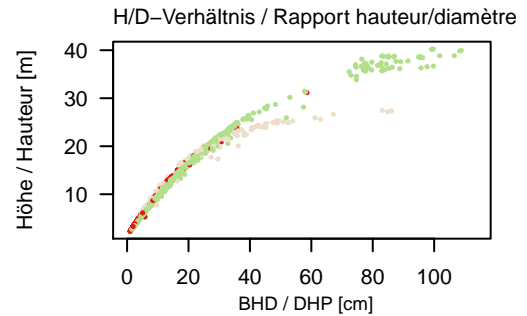 H/D−Verhältnis / Rapport hauteur/diamètre
Höhe / Hauteur [m]
40
30
20
10
0 20 40 60 80 100
BHD / DHP [cm]